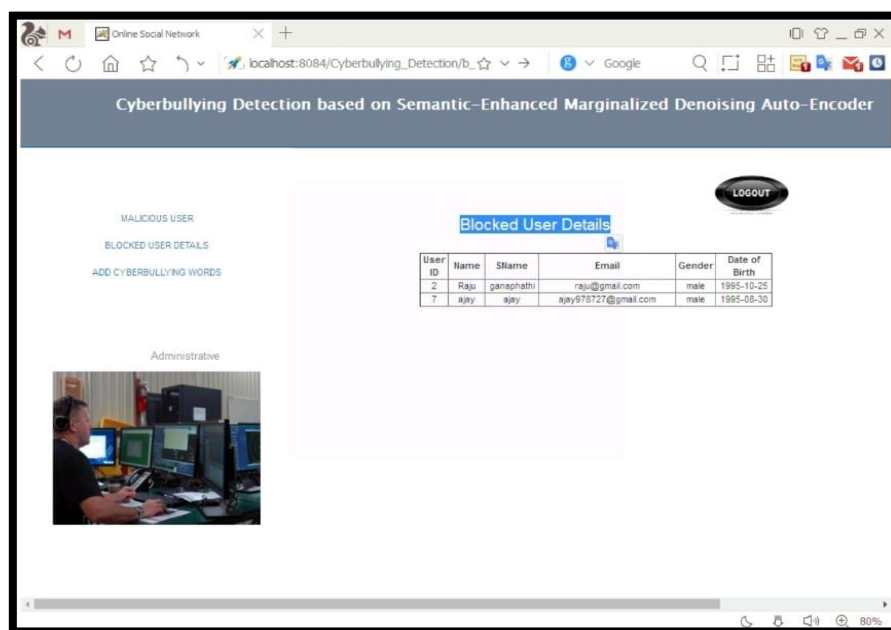 Online Social Network
localhost:8084/Cyberbullying_Detection/b_
Google
Cyberbullying Detection based on Semantic-Enhanced Marginalized Denoising Auto-Encoder
LOGOUT
MALICIOUS USER
BLOCKED USER DETAILS
ADD CYBERBULLYING WORDS
Blocked User Details
User ID Name SName Email Gender Date of Birth
2 Raju ganaphathi raju@gmail.com male 1995-10-25
7 ajay ajay ajay978727@gmail.com male 1995-08-30
Administrative
80%